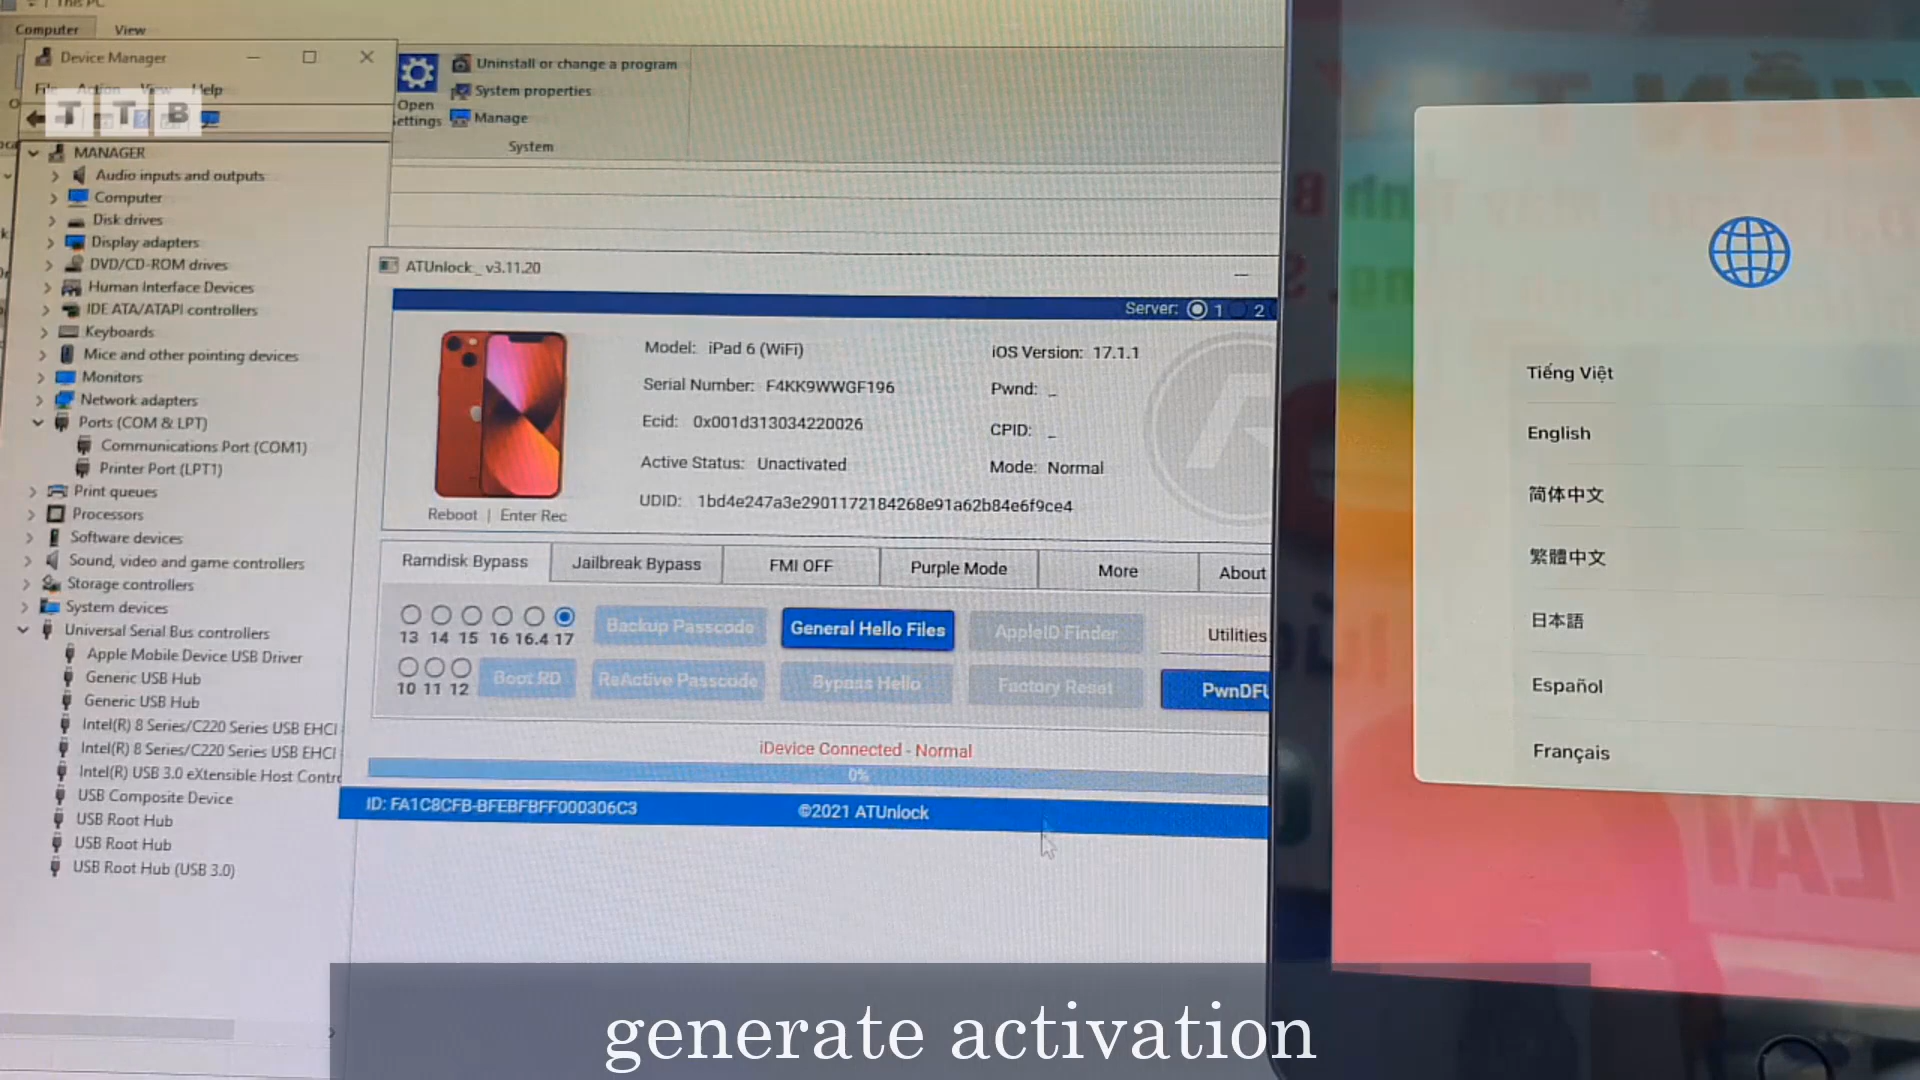 This PC
Computer
View
Device Manager
File
Action
View
Help
T T B
MANAGER
Audio inputs and outputs
Computer
Disk drives
Display adapters
DVD/CD-ROM drives
Human Interface Devices
IDE ATA/ATAPI controllers
Keyboards
Mice and other pointing devices
Monitors
Network adapters
Ports (COM & LPT)
Communications Port (COM1)
Printer Port (LPT1)
Print queues
Processors
Software devices
Sound, video and game controllers
Storage controllers
System devices
Universal Serial Bus controllers
Apple Mobile Device USB Driver
Generic USB Hub
Generic USB Hub
Intel(R) 8 Series/C220 Series USB EHCI
Intel(R) 8 Series/C220 Series USB EHCI
Intel(R) USB 3.0 eXtensible Host Contr
USB Composite Device
USB Root Hub
USB Root Hub
USB Root Hub (USB 3.0)
Open
Settings
Uninstall or change a program
System properties
Manage
System
ATUnlock_ v3.11.20
Server: 1 2
Model: iPad 6 (WiFi)
Serial Number: F4KK9WWGF196
Ecid: 0x001d313034220026
Active Status: Unactivated
UDID: 1bd4e247a3e2901172184268e91a62b84e6f9ce4
iOS Version: 17.1.1
Pwnd: _
CPID: _
Mode: Normal
Reboot | Enter Rec
Ramdisk Bypass
Jailbreak Bypass
FMI OFF
Purple Mode
More
About
13 14 15 16 16.4 17
Backup Passcode
General Hello Files
AppleID Finder
Utilities
10 11 12
Boot RD
ReActive Passcode
Bypass Hello
Factory Reset
PwnDFU
iDevice Connected - Normal
0%
ID: FA1C8CFB-BFEBFBFF000306C3
©2021 ATUnlock
Tiếng Việt
English
简体中文
繁體中文
日本語
Español
Français
generate activation